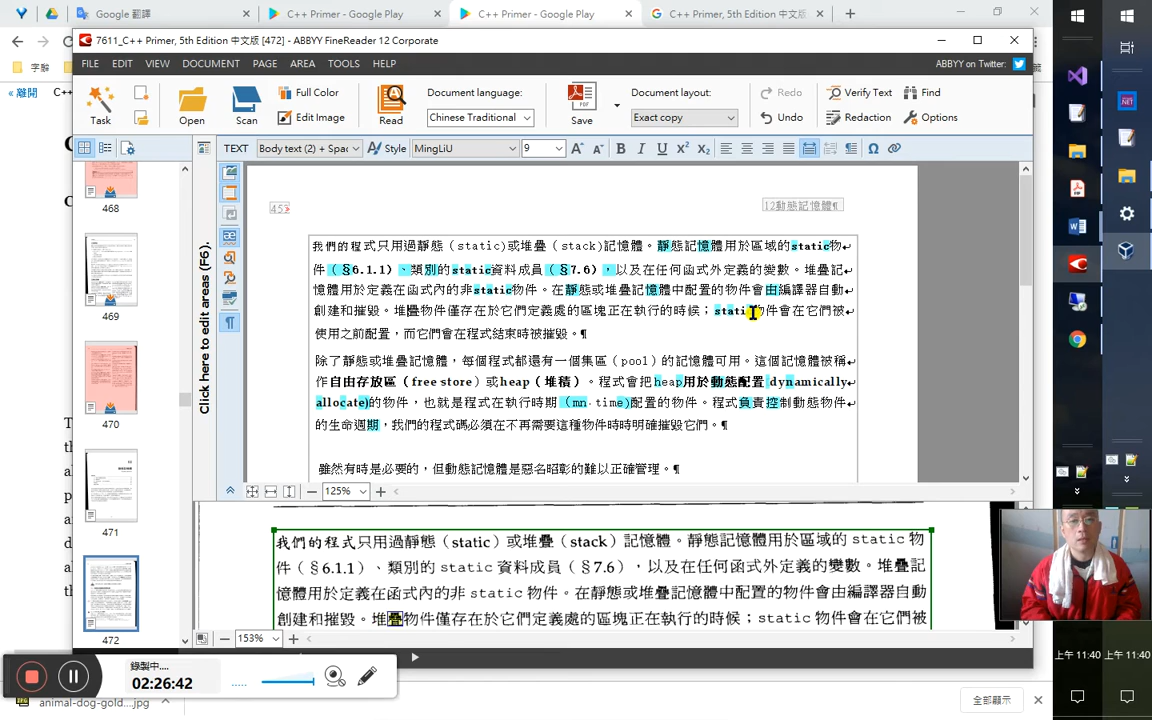 Google 翻譯
C++ Primer - Google Play
C++ Primer - Google Play
C++ Primer, 5th Edition 中文版
7611_C++ Primer, 5th Edition 中文版 [472] - ABBYY FineReader 12 Corporate
字辭
« 離開
FILE EDIT VIEW DOCUMENT PAGE AREA TOOLS HELP
ABBYY on Twitter:
Task
Open
Scan
Full Color
Edit Image
Read
Document language:
Chinese Traditional
Save
Document layout:
Exact copy
Redo
Undo
Verify Text
Redaction
Find
Options
TEXT
Body text (2) + Spac
Style
MingLiU
9
468
469
470
471
472
Click here to edit areas (F6).
453
12動態記憶體¶
我們的程式只用過靜態（static)或堆疊（stack)記憶體。靜態記憶體用於區域的static物
件（§6.1.1）、類別的static資料成員（§7.6），以及在任何函式外定義的變數。堆疊記
憶體用於定義在函式內的非static物件。在靜態或堆疊記憶體中配置的物件會由編譯器自動
創建和摧毀。堆疊物件僅存在於它們定義處的區塊正在執行的時候；static物件會在它們被
使用之前配置，而它們會在程式結束時被摧毀。¶
除了靜態或堆疊記憶體，每個程式都還有一個集區（pool）的記憶體可用。這個記憶體被稱
作自由存放區（free store）或heap（堆積）。程式會把heap用於動態配置（dynamically
allocate)的物件，也就是程式在執行時期（mn-time)配置的物件。程式負責控制動態物件
的生命週期，我們的程式碼必須在不再需要這種物件時時明確摧毀它們。¶
雖然有時是必要的，但動態記憶體是惡名昭彰的難以正確管理。¶
125%
我們的程式只用過靜態（static）或堆疊（stack）記憶體。靜態記憶體用於區域的 static 物
件（§6.1.1）、類別的 static 資料成員（§7.6），以及在任何函式外定義的變數。堆疊記
憶體用於定義在函式內的非 static 物件。在靜態或堆疊記憶體中配置的物件會由編譯器自動
創建和摧毀。堆疊物件僅存在於它們定義處的區塊正在執行的時候；static 物件會在它們被
153%
錄製中....
02:26:42
animal-dog-gold....jpg
全部顯示
上午 11:40
上午 11:40